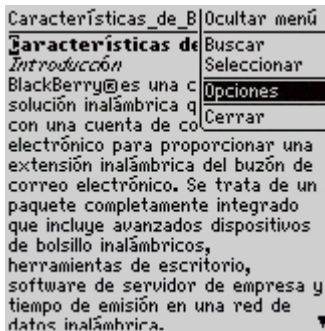 Características_de_B
Ocultar menú
Buscar
Seleccionar
Opciones
Cerrar
Características de
Introducción
BlackBerry® es una c
solución inalámbrica q
con una cuenta de co
electrónico para proporcionar una
extensión inalámbrica del buzón de
correo electrónico. Se trata de un
paquete completamente integrado
que incluye avanzados dispositivos
de bolsillo inalámbricos,
herramientas de escritorio,
software de servidor de empresa y
tiempo de emisión en una red de
datos inalámbrica.